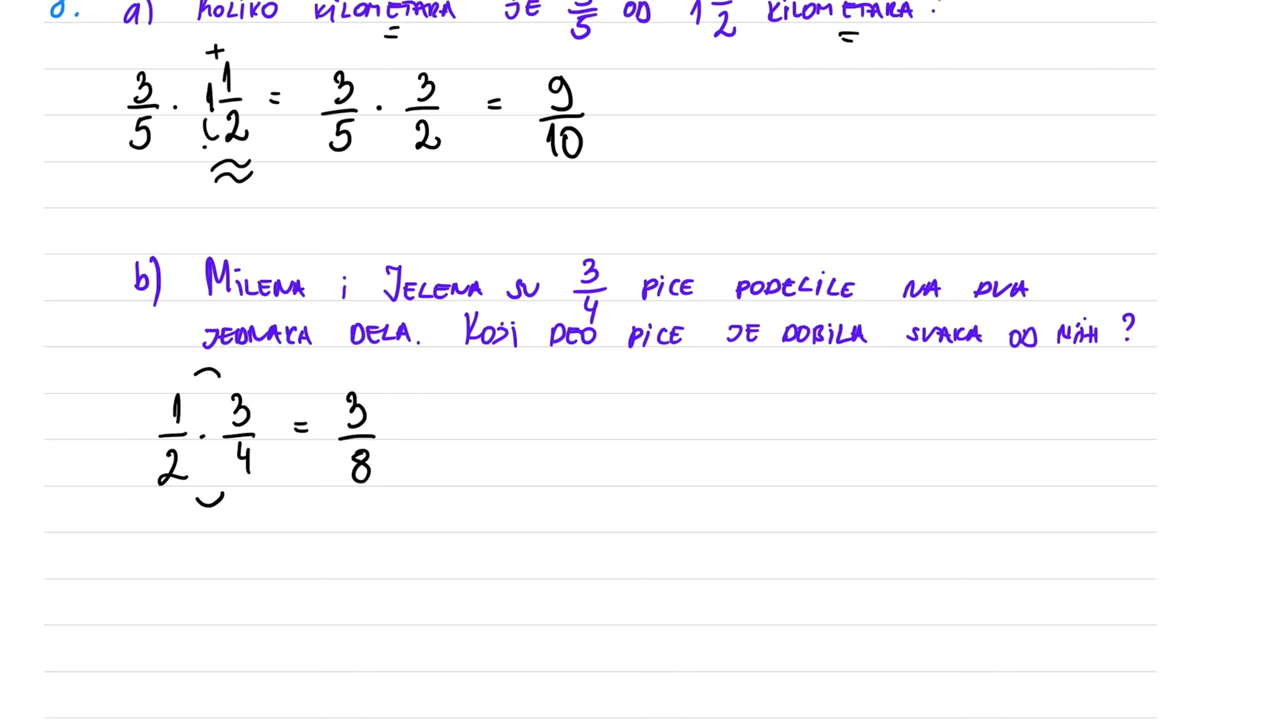 8. a) KOLIKO KILOMETARA JE 3/5 OD 1 1/2 KILOMETARA?
3/5 · 1 1/2 = 3/5 · 3/2 = 9/10
b) MILENA i JELENA SU 3/4 PICE PODELILE NA DVA
JEDNAKA DELA. KOJI DEO PICE JE DOBILA SVAKA OD NJIH?
1/2 · 3/4 = 3/8